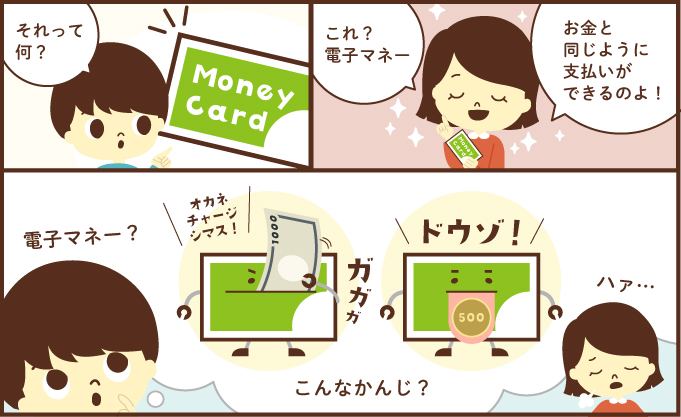 それって
何？
Money
Card
これ？
電子マネー
お金と
同じように
支払いが
できるのよ！
Money
Card
電子マネー？
オカネ
チャージ
シマス！
1000
ガガガ
ドウゾ！
500
ハァ…
こんなかんじ？